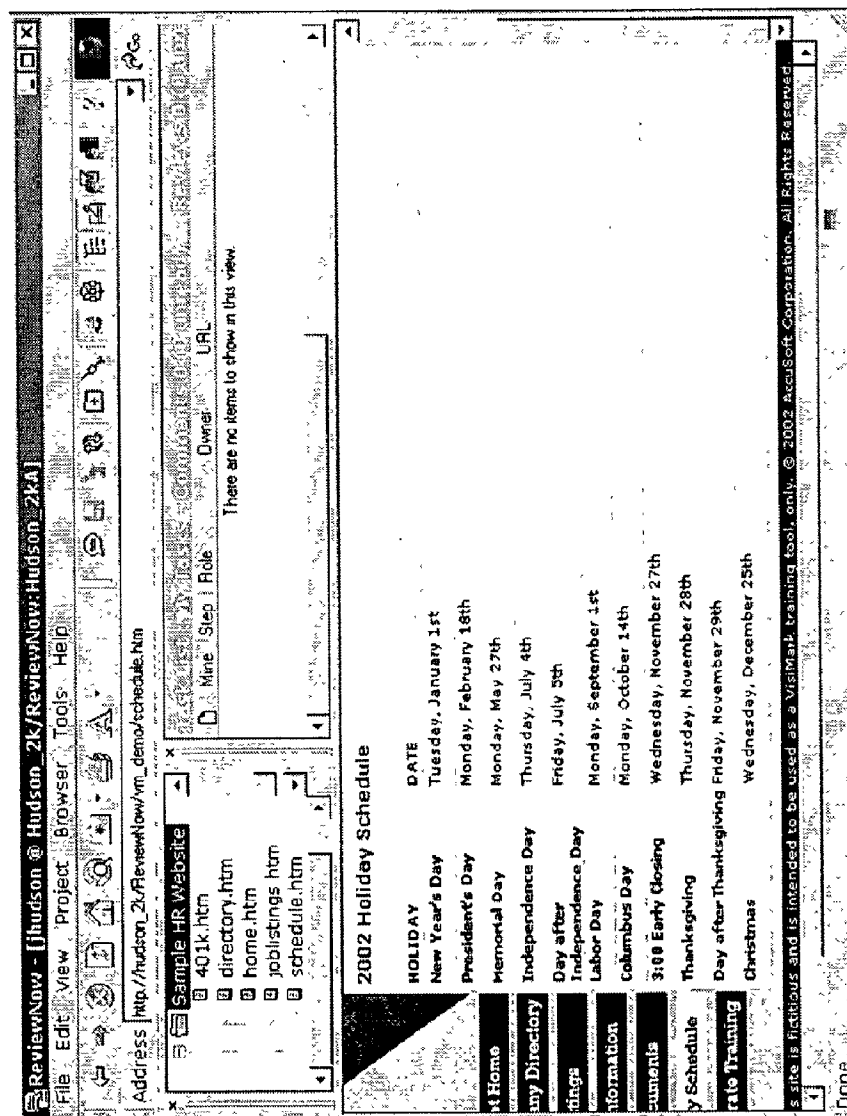 ReviewNow - [jhudson @ Hudson_2k/ReviewNow:Hudson_2kA]
File Edit View Project Browser Tools Help
Address http://hudson_2k/ReviewNow/vm_demo/schedule.htm Go
Sample HR Website
401k.htm
directory.htm
home.htm
joblistings.htm
schedule.htm
Mine Step Role Owner URL
There are no items to show in this view.
t Home
ny Directory
tings
nformation
uments
y Schedule
rate Training
2002 Holiday Schedule
HOLIDAY DATE
New Year's Day Tuesday, January 1st
President's Day Monday, February 18th
Memorial Day Monday, May 27th
Independence Day Thursday, July 4th
Day after
Independence Day Friday, July 5th
Labor Day Monday, September 1st
Columbus Day Monday, October 14th
3:00 Early Closing Wednesday, November 27th
Thanksgiving Thursday, November 28th
Day after Thanksgiving Friday, November 29th
Christmas Wednesday, December 25th
s site is fictitious and is intended to be used as a VisiMark training tool, only. © 2002 AccuSoft Corporation. All Rights Reserved.
Done